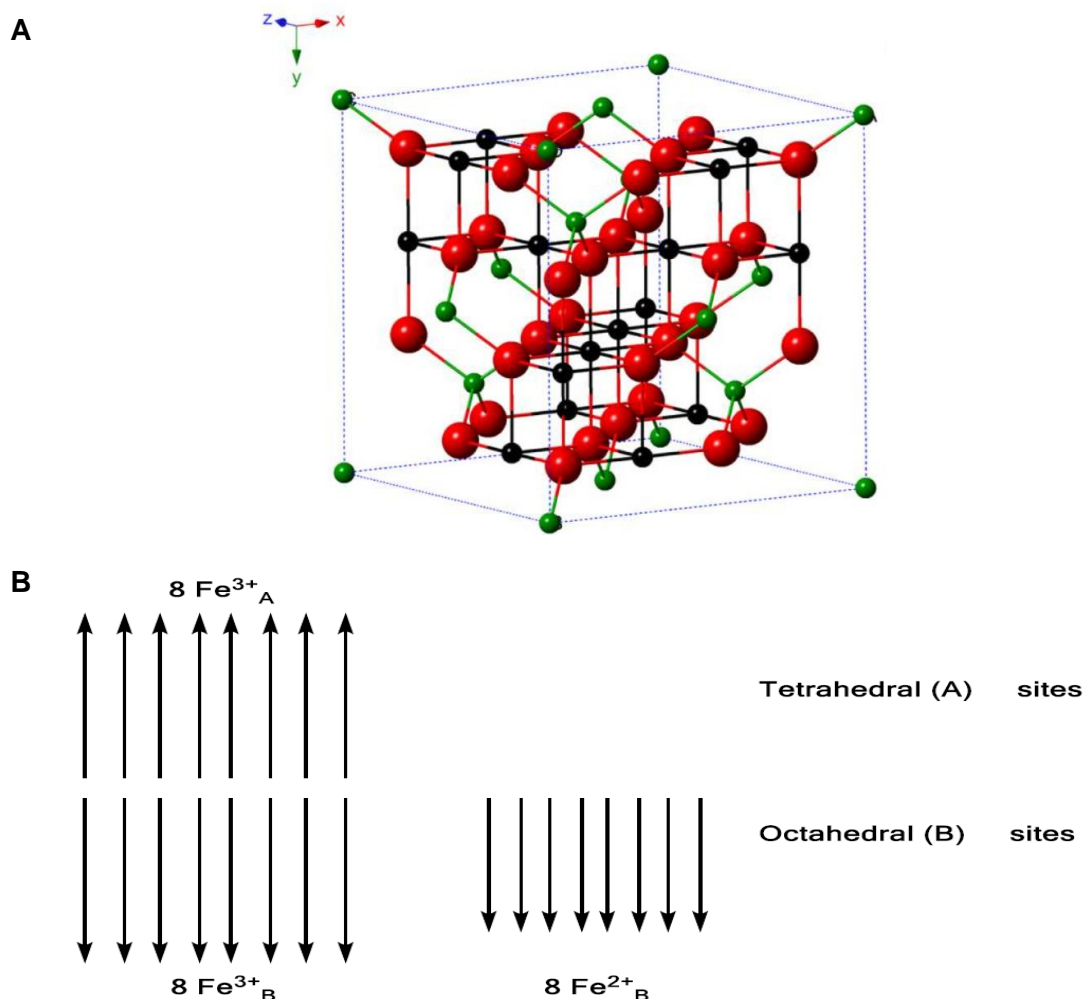 A
z x
y
B
8 Fe³⁺A
Tetrahedral (A) sites
Octahedral (B) sites
8 Fe³⁺B 8 Fe²⁺B